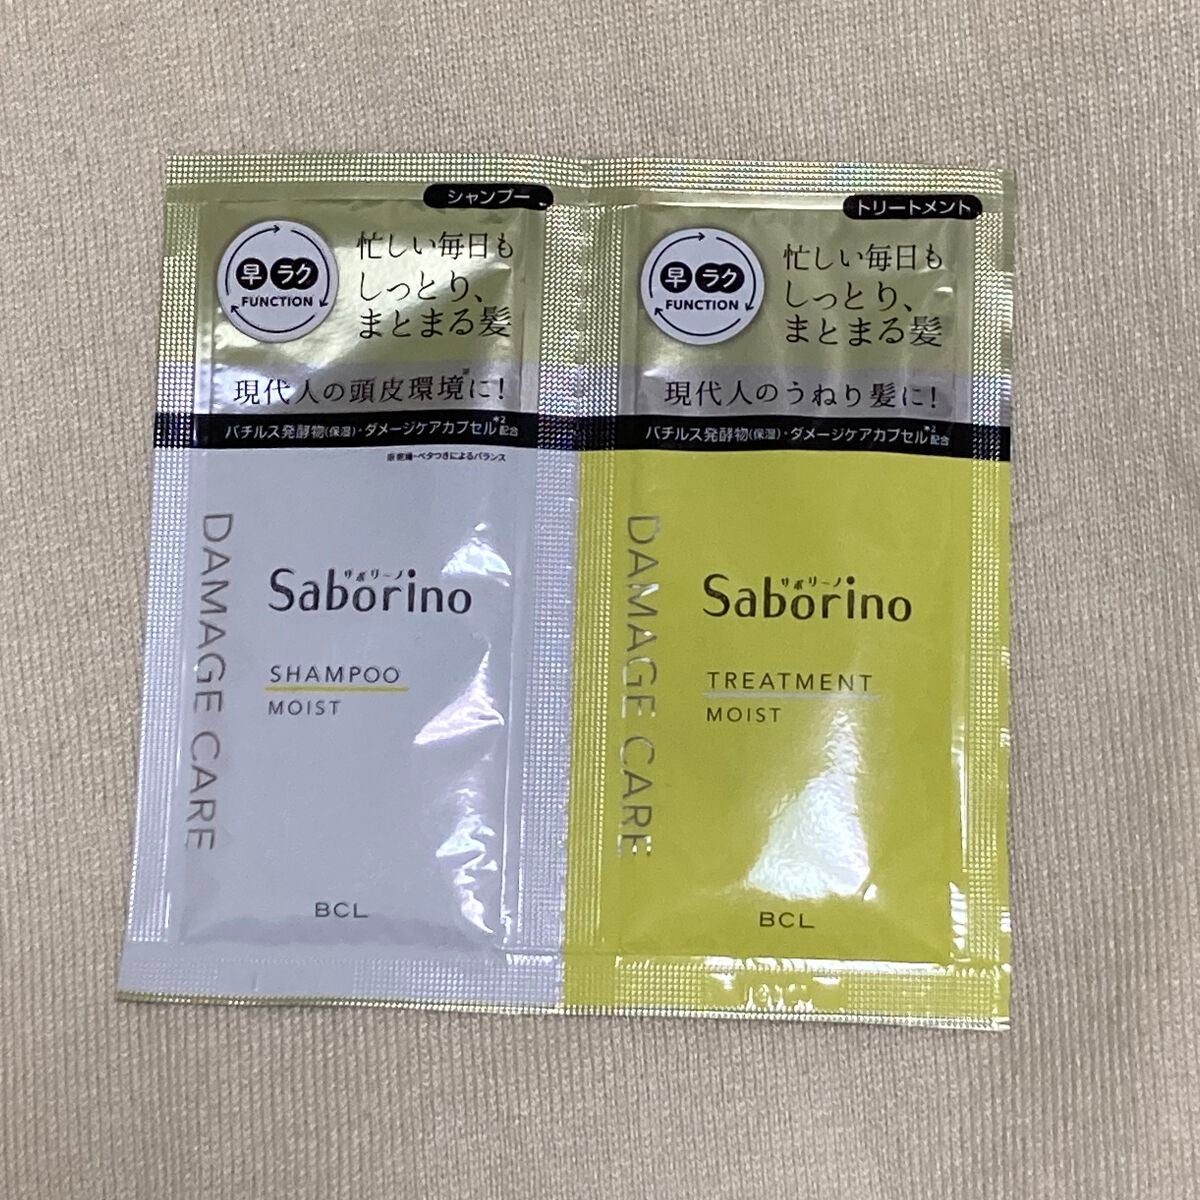 シャンプー
早 ラク
FUNCTION
忙しい毎日も
しっとり、
まとまる髪
現代人の頭皮環境※に!
バチルス発酵物(保湿)・ダメージケアカプセル*2配合
DAMAGE CARE
サボリーノ
Saborino
SHAMPOO
MOIST
BCL
トリートメント
早 ラク
FUNCTION
忙しい毎日も
しっとり、
まとまる髪
現代人のうねり髪に!
バチルス発酵物(保湿)・ダメージケアカプセル*2配合
DAMAGE CARE
サボリーノ
Saborino
TREATMENT
MOIST
BCL